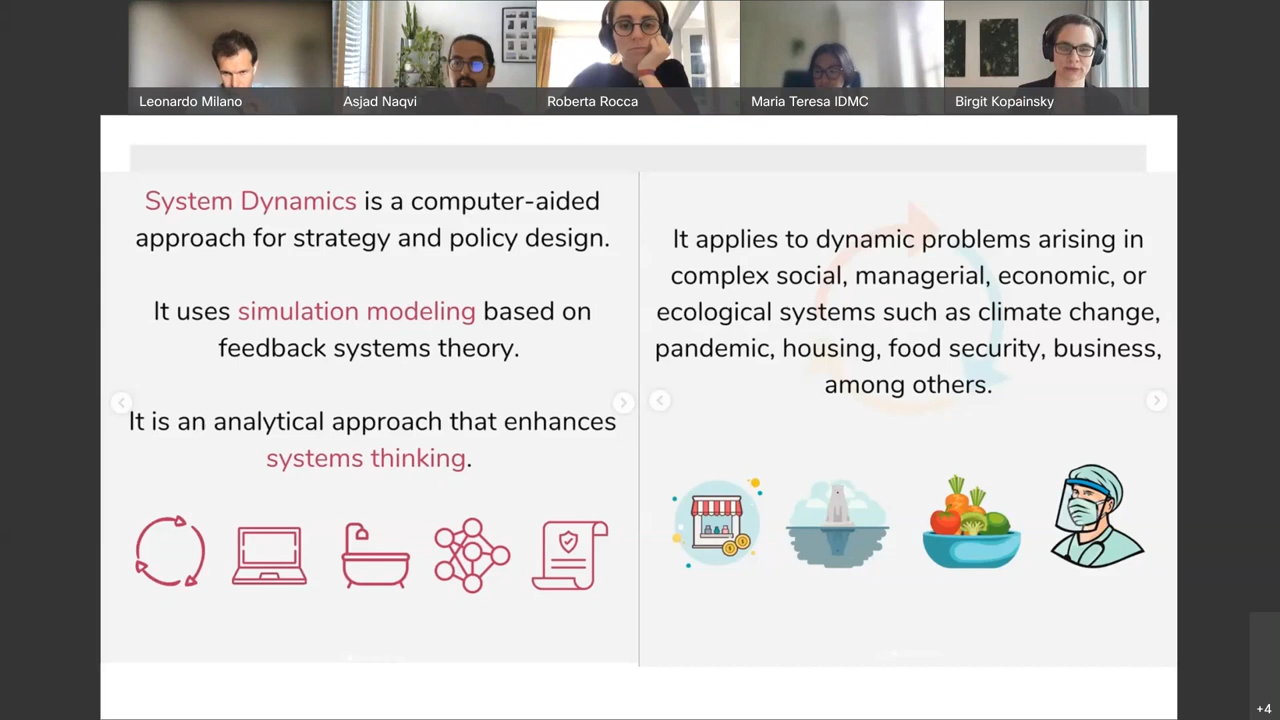 Leonardo Milano
Asjad Naqvi
Roberta Rocca
Maria Teresa IDMC
Birgit Kopainsky
System Dynamics is a computer-aided
approach for strategy and policy design.
It uses simulation modeling based on
feedback systems theory.
It is an analytical approach that enhances
systems thinking.
It applies to dynamic problems arising in
complex social, managerial, economic, or
ecological systems such as climate change,
pandemic, housing, food security, business,
among others.
+4